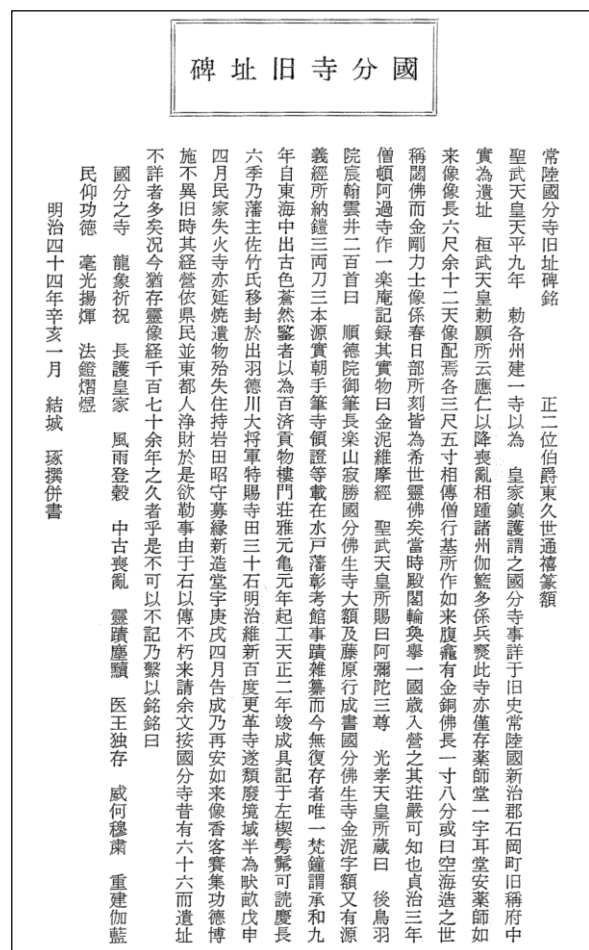 碑址旧寺分國
常陸國分寺旧址碑銘　　　　正二位伯爵東久世通禧篆額
聖武天皇天平九年　勅各州建一寺以為　皇家鎮護謂之國分寺事詳于旧史常陸國新治郡石岡町旧稱府中
實為遺址　桓武天皇勅願所云應仁以降喪亂相踵諸州伽籃多係兵燹此寺亦僅存薬師堂一宇耳堂安薬師如
来像像長六尺余十二天像配焉各三尺五寸相傳僧行基所作如来腹龕有金銅佛長一寸八分或曰空海造之世
稱閟佛而金剛力士像係春日部所刻皆為希世靈佛矣當時殿閣輪奐擧一國歳入營之其荘嚴可知也貞治三年
僧頓阿過寺作一楽庵記録其實物曰金泥維摩經　聖武天皇所賜曰阿彌陀三尊　光孝天皇所蔵曰　後鳥羽
院宸翰雲井二百首曰　順德院御筆長楽山寂勝國分佛生寺大額及藤原行成書國分佛生寺金泥字額又有源
義經所納鎧三両刀三本源實朝手筆寺領證等載在水戸藩彰考館事蹟雑纂而今無復存者唯一梵鐘謂承和九
年自東海中出古色蒼然鑒者以為百済貢物樓門荘雅元亀元年起工天正二年竣成具記于左楔髣髴可読慶長
六季乃藩主佐竹氏移封於出羽德川大将軍特賜寺田三十石明治維新百度更革寺遂頽廢境域半為畎畝戊申
四月民家失火寺亦延燒遺物殆失住持岩田昭守募縁新造堂宇庚戌四月告成乃再安如来像香客賽集功德博
施不異旧時其経營依県民並東都人浄財於是欲勒事由于石以傳不朽来請余文按國分寺昔有六十六而遺址
不詳者多矣况今猶存靈像経千百七十余年之久者乎是不可以不記乃繫以銘銘曰
國分之寺　龍象祈祝　長護皇家　風雨登穀　中古喪亂　靈蹟塵黷　医王独存　威何穆粛　重建伽藍
民仰功徳　毫光揚煇　法鐙熠煜
明治四十四年辛亥一月　結城　琢撰併書